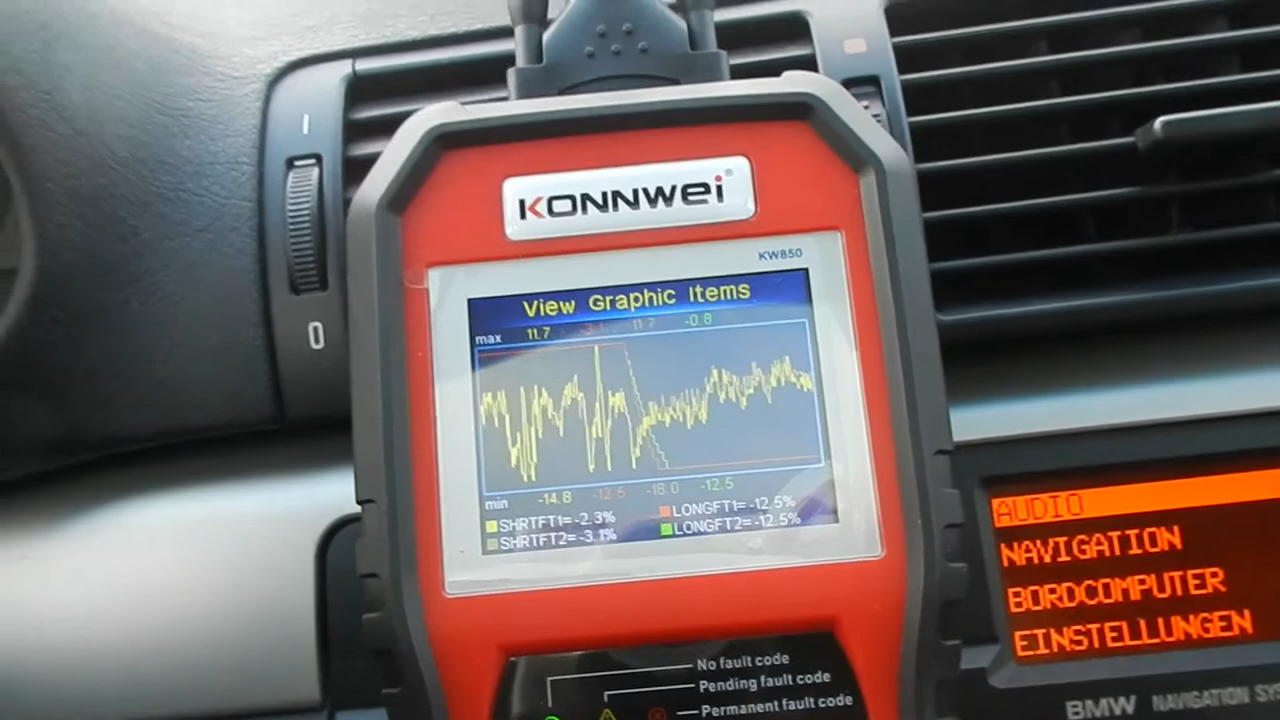 KONNWEI®
KW850
View Graphic Items
max 11.7 -3.1 11.7 -0.8
min -14.8 -12.5 -18.0 -12.5
SHRTFT1= -2.3% LONGFT1= -12.5%
SHRTFT2= -3.1% LONGFT2= -12.5%
No fault code
Pending fault code
Permanent fault code
0
AUDIO
NAVIGATION
BORDCOMPUTER
EINSTELLUNGEN
BMW NAVIGATION SY